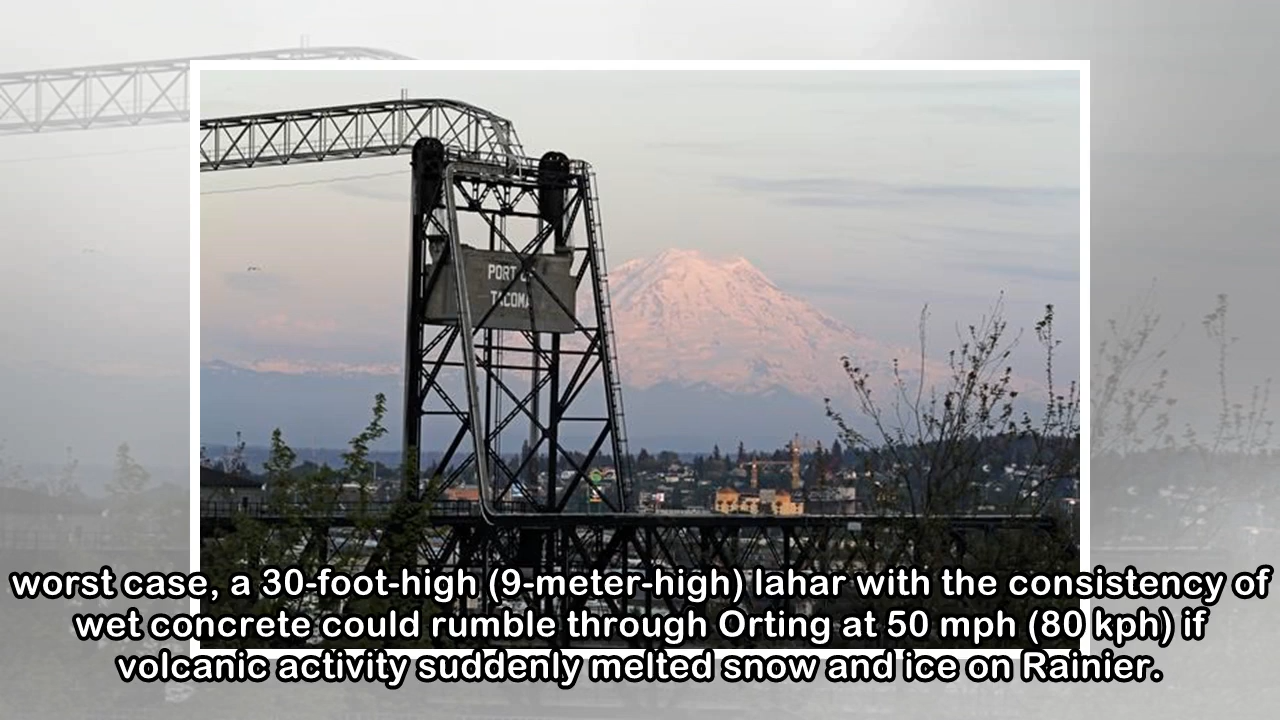 PORT
TACOMA
worst case, a 30-foot-high (9-meter-high) lahar with the consistency of
wet concrete could rumble through Orting at 50 mph (80 kph) if
volcanic activity suddenly melted snow and ice on Rainier.